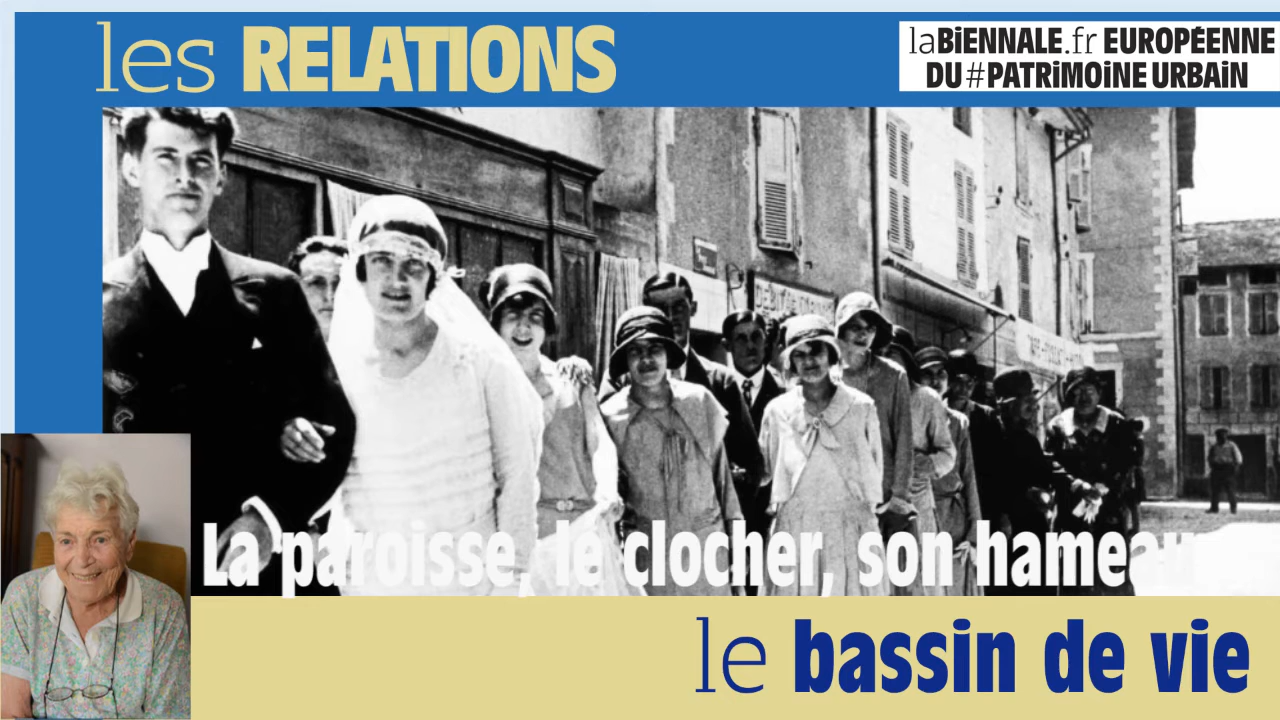 les RELATIONS
laBiENNALE.fr EUROPÉENNE
DU#PATRiMOiNE URBAiN
La paroisse, le clocher, son hameau
le bassin de vie